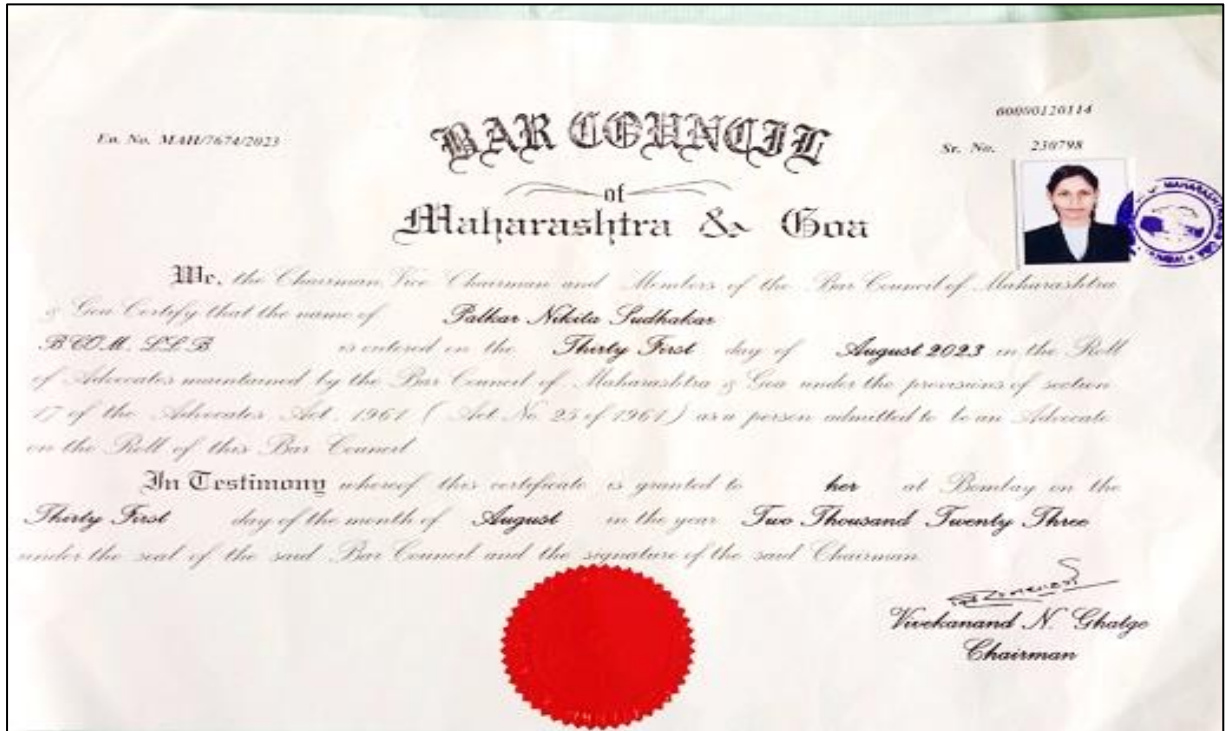 00000120114
En. No. MAH/7674/2023
BAR COUNCIL
Sr. No. 230798
of
Maharashtra & Goa
We, the Chairman Vice Chairman and Members of the Bar Council of Maharashtra
& Goa Certify that the name of Patkar Nikita Sudhakar
B COM. LL B is entered on the Thirty First day of August 2023 in the Roll
of Advocates maintained by the Bar Council of Maharashtra & Goa under the provisions of section
17 of the Advocates Act, 1961 (Act No. 25 of 1961) as a person admitted to be an Advocate
on the Roll of this Bar Council
In Testimony whereof this certificate is granted to her at Bombay on the
Thirty First day of the month of August in the year Two Thousand Twenty Three
under the seal of the said Bar Council and the signature of the said Chairman.
Vivekanand N. Ghatge
Chairman